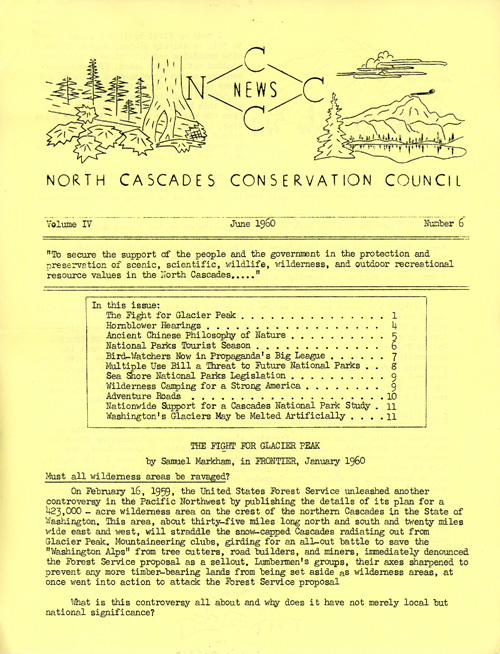 C
N NEWS C
C
NORTH CASCADES CONSERVATION COUNCIL
Volume IV June 1960 Number 6
"To secure the support of the people and the government in the protection and
preservation of scenic, scientific, wildlife, wilderness, and outdoor recreational
resource values in the North Cascades....."
In this issue:
The Fight for Glacier Peak . . . . . . . . . . . . . . . . 1
Hornblower Hearings . . . . . . . . . . . . . . . . . . . 4
Ancient Chinese Philosophy of Nature . . . . . . . . . . . 5
National Parks Tourist Season . . . . . . . . . . . . . . 6
Bird-Watchers Now in Propaganda's Big League . . . . . . . 7
Multiple Use Bill a Threat to Future National Parks . . 8
Sea Shore National Parks Legislation . . . . . . . . . . . 9
Wilderness Camping for a Strong America . . . . . . . . . 9
Adventure Roads . . . . . . . . . . . . . . . . . . . . .10
Nationwide Support for a Cascades National Park Study . 11
Washington's Glaciers May be Melted Artificially . . . . 11
THE FIGHT FOR GLACIER PEAK
by Samuel Markham, in FRONTIER, January 1960
Must all wilderness areas be ravaged?
On February 16, 1959, the United States Forest Service unleashed another
controversy in the Pacific Northwest by publishing the details of its plan for a
423,000 - acre wilderness area on the crest of the northern Cascades in the State of
Washington. This area, about thirty-five miles long north and south and twenty miles
wide east and west, will straddle the snow-capped Cascades radiating out from
Glacier Peak. Mountaineering clubs, girding for an all-out battle to save the
"Washington Alps" from tree cutters, road builders, and miners, immediately denounced
the Forest Service proposal as a sellout. Lumbermen's groups, their axes sharpened to
prevent any more timber-bearing lands from being set aside as wilderness areas, at
once went into action to attack the Forest Service proposal
What is this controversy all about and why does it have not merely local but
national significance?